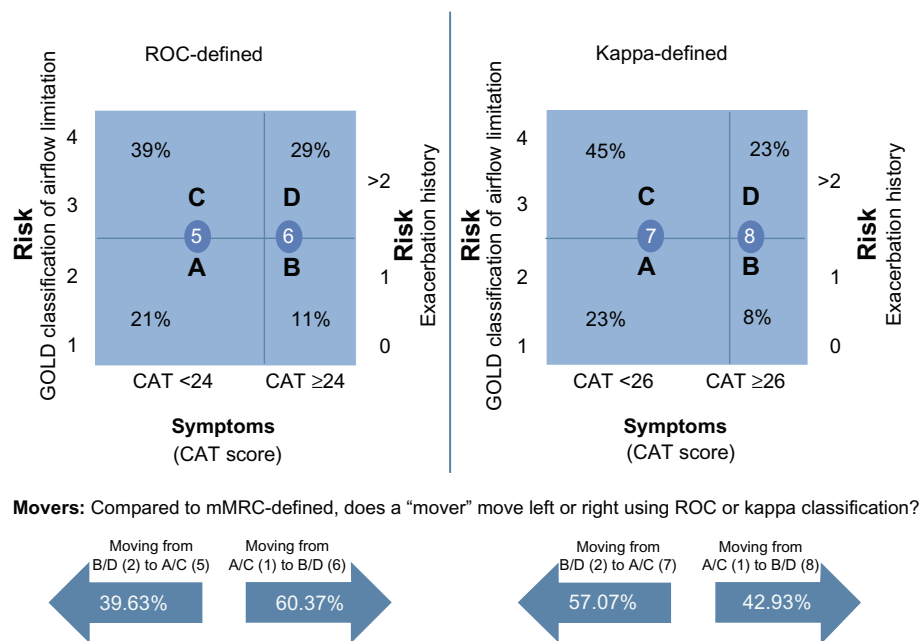 ROC-defined
Risk
GOLD classification of airflow limitation
4
3
2
1
39%
29%
C
D
5
6
A
B
21%
11%
>2
1
0
Risk
Exacerbation history
CAT <24
CAT ≥24
Symptoms
(CAT score)
Kappa-defined
Risk
GOLD classification of airflow limitation
4
3
2
1
45%
23%
C
D
7
8
A
B
23%
8%
>2
1
0
Risk
Exacerbation history
CAT <26
CAT ≥26
Symptoms
(CAT score)
Movers: Compared to mMRC-defined, does a “mover” move left or right using ROC or kappa classification?
Moving from
B/D (2) to A/C (5)
39.63%
Moving from
A/C (1) to B/D (6)
60.37%
Moving from
B/D (2) to A/C (7)
57.07%
Moving from
A/C (1) to B/D (8)
42.93%